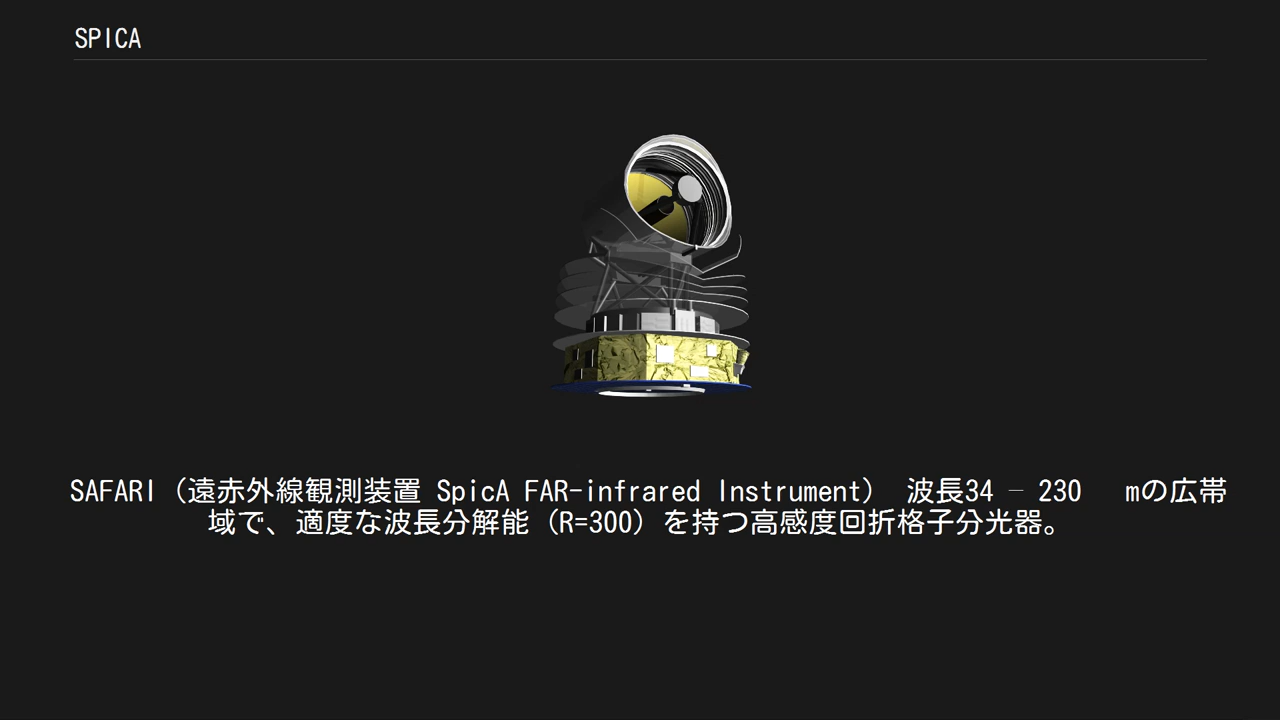 SPICA
SAFARI（遠赤外線観測装置 SpicA FAR-infrared Instrument） 波長34 – 230 mの広帯
域で、適度な波長分解能（R=300）を持つ高感度回折格子分光器。